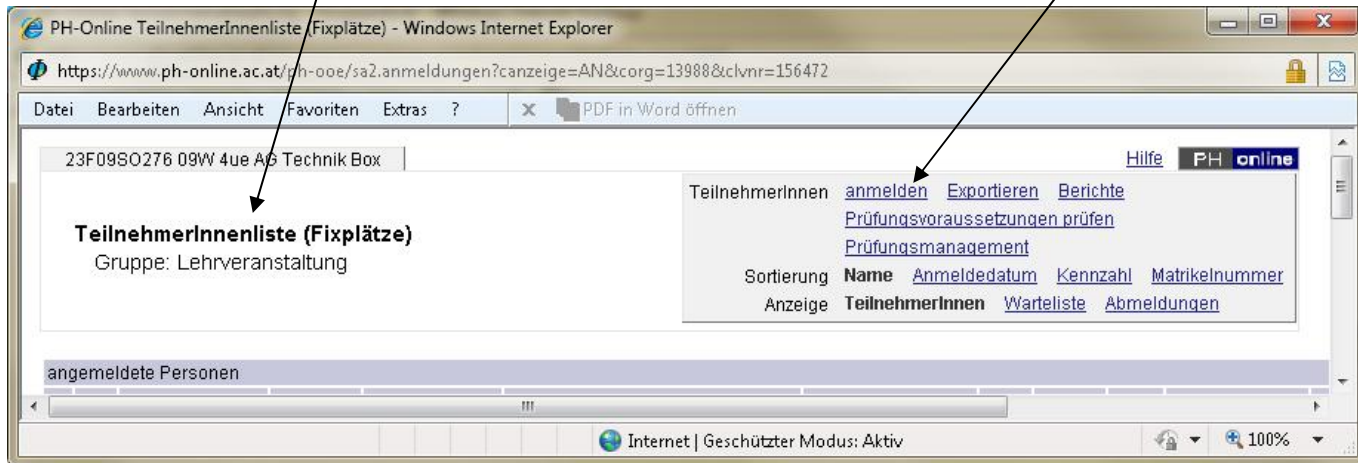 PH-Online TeilnehmerInnenliste (Fixplätze) - Windows Internet Explorer
https://www.ph-online.ac.at/ph-ooe/sa2.anmeldungen?canzeige=AN&corg=13988&clvnr=156472
Datei Bearbeiten Ansicht Favoriten Extras ? x PDF in Word öffnen
23F09SO276 09W 4ue AG Technik Box
Hilfe PH online
TeilnehmerInnen anmelden Exportieren Berichte
Prüfungsvoraussetzungen prüfen
TeilnehmerInnenliste (Fixplätze)
Prüfungsmanagement
Gruppe: Lehrveranstaltung
Sortierung Name Anmeldedatum Kennzahl Matrikelnummer
Anzeige TeilnehmerInnen Warteliste Abmeldungen
angemeldete Personen
Internet | Geschützter Modus: Aktiv 100%